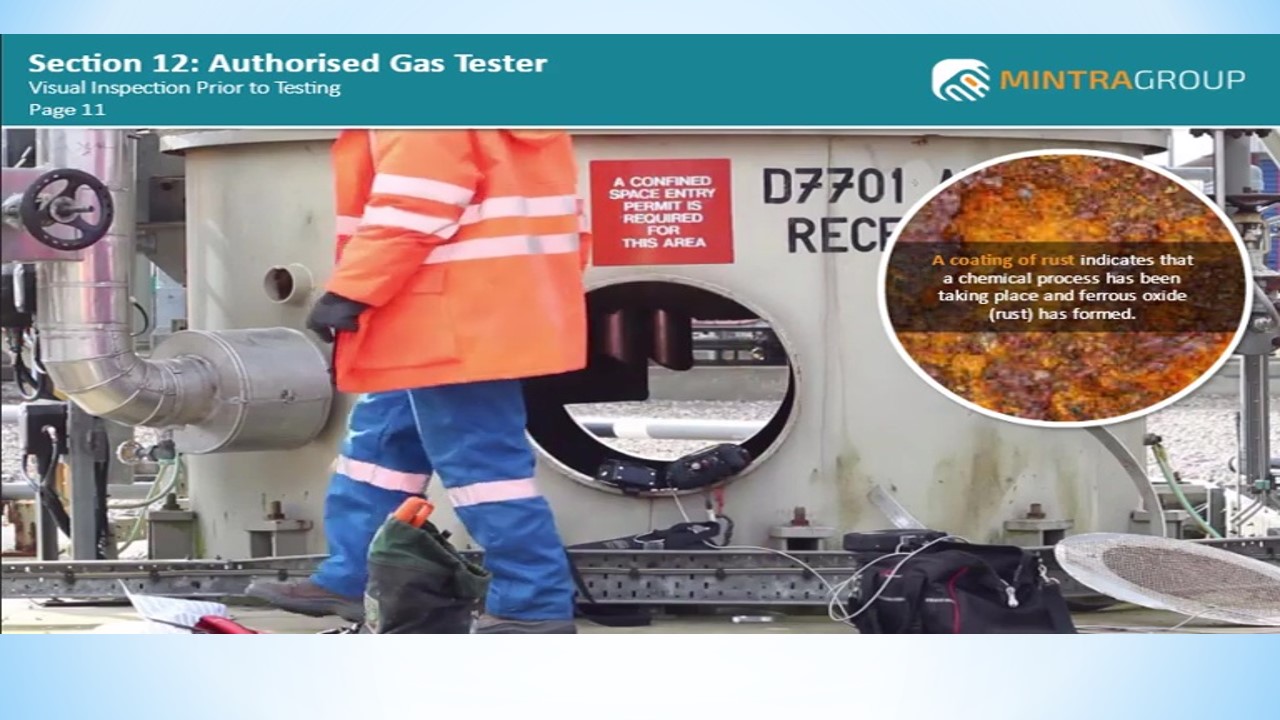 Section 12: Authorised Gas Tester
Visual Inspection Prior to Testing
Page 11
MINTRAGROUP
A CONFINED
SPACE ENTRY
PERMIT IS
REQUIRED
FOR
THIS AREA
D7701
A coating of rust indicates that
a chemical process has been
taking place and ferrous oxide
(rust) has formed.